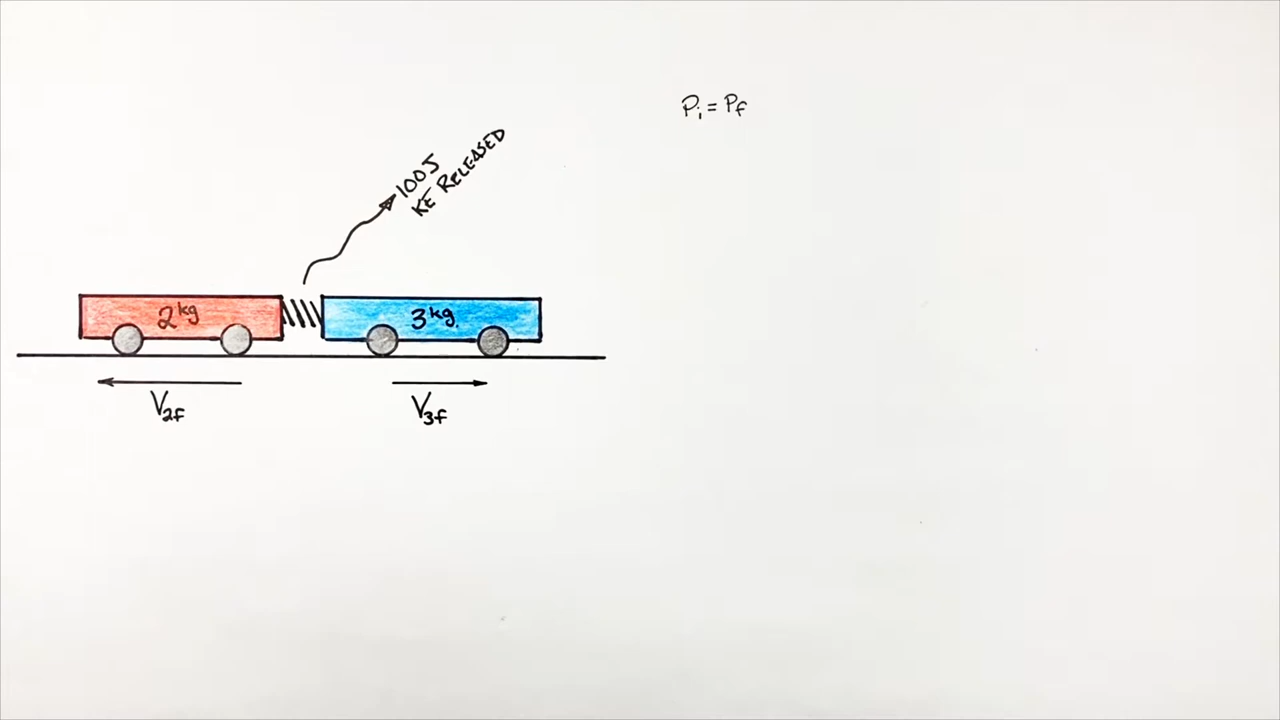 Pi = Pf
100J
KE RELEASED
2kg
3kg.
V2f
V3f